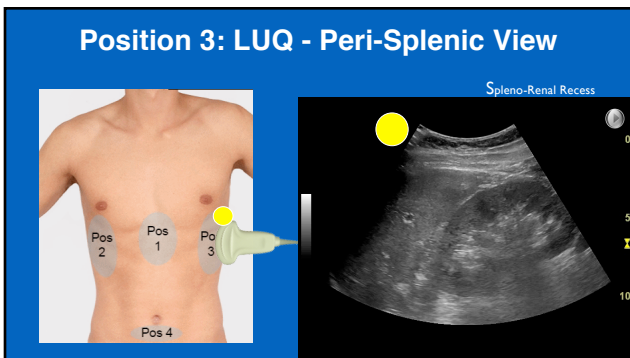 Position 3: LUQ - Peri-Splenic View
Spleno-Renal Recess
Pos
2
Pos
1
Pos
3
Pos 4
0
5
10